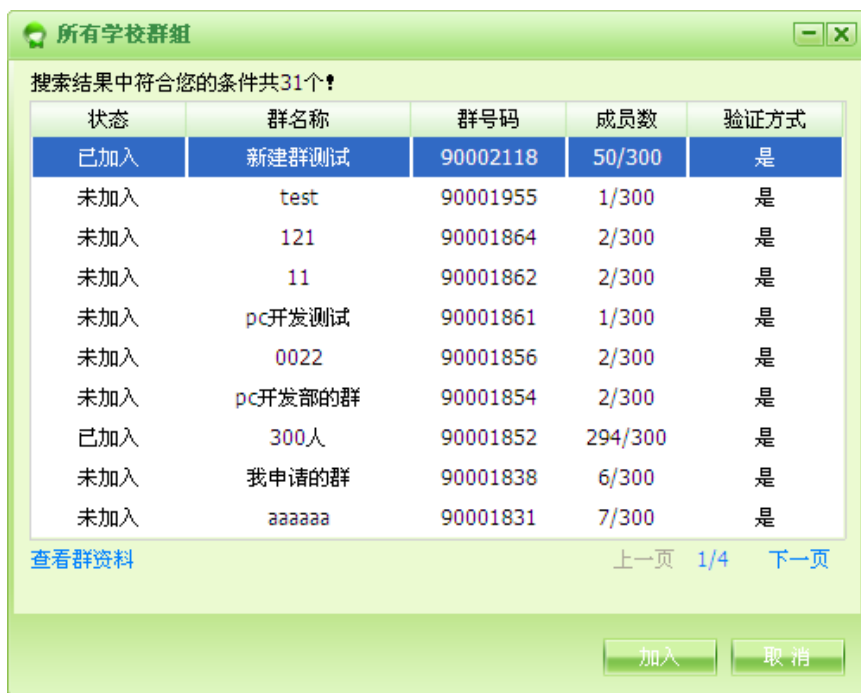 所有学校群组
搜索结果中符合您的条件共31个!
状态 群名称 群号码 成员数 验证方式
已加入 新建群测试 90002118 50/300 是
未加入 test 90001955 1/300 是
未加入 121 90001864 2/300 是
未加入 11 90001862 2/300 是
未加入 pc开发测试 90001861 1/300 是
未加入 0022 90001856 2/300 是
未加入 pc开发部的群 90001854 2/300 是
已加入 300人 90001852 294/300 是
未加入 我申请的群 90001838 6/300 是
未加入 aaaaaa 90001831 7/300 是
查看群资料 上一页 1/4 下一页
加入 取消